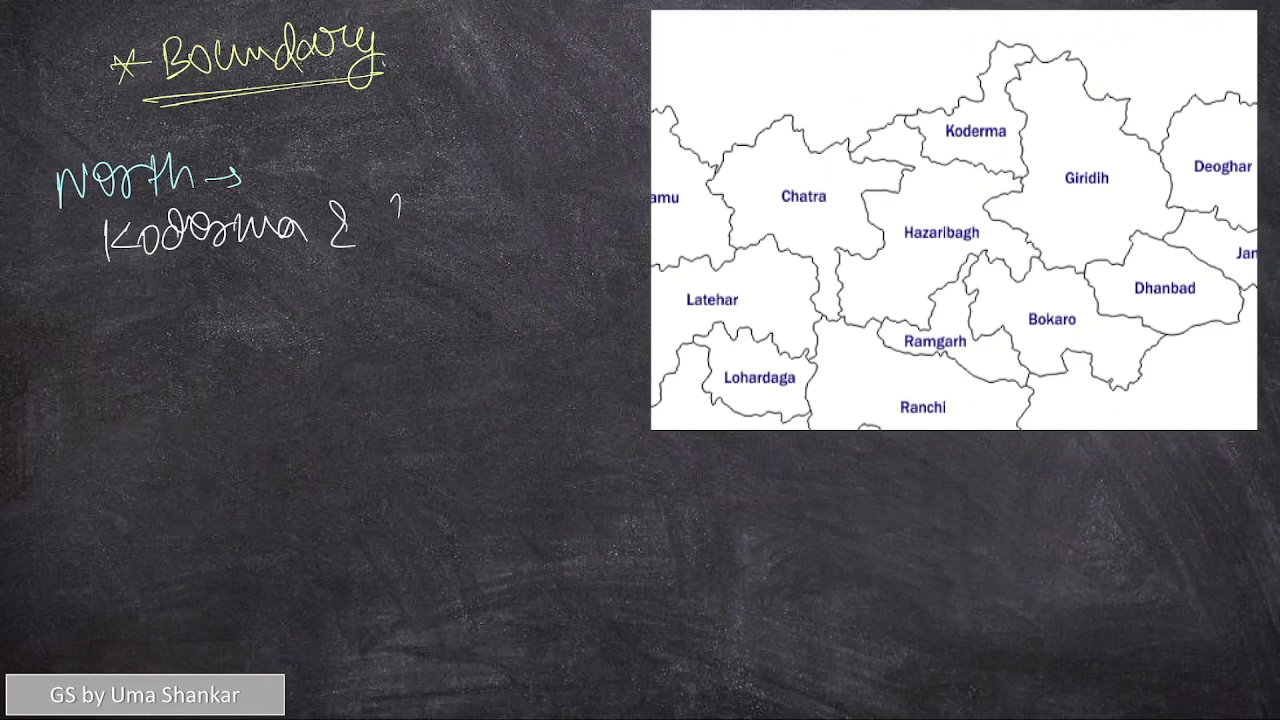 * Boundary
North →
Koderma &
Koderma
Giridih
Deoghar
amu
Chatra
Hazaribagh
Jan
Latehar
Dhanbad
Bokaro
Ramgarh
Lohardaga
Ranchi
GS by Uma Shankar